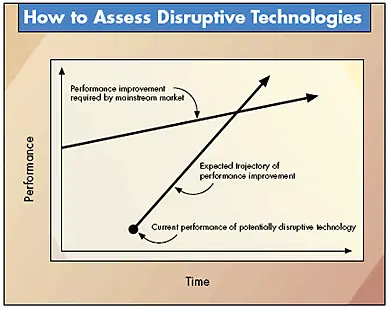 How to Assess Disruptive Technologies
Performance improvement
required by mainstream market
Expected trajectory of
performance improvement
Current performance of potentially disruptive technology
Performance
Time